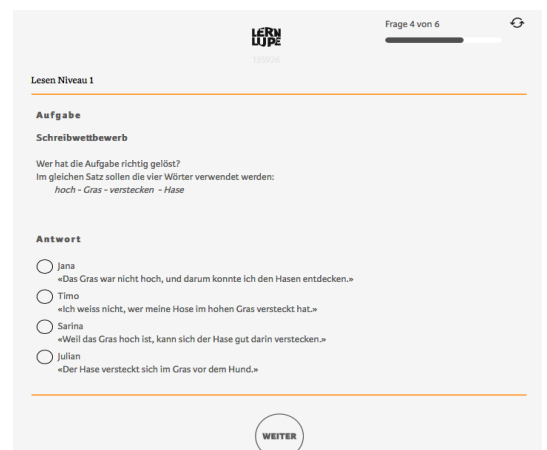 Frage 4 von 6
LERN
LUPE
135926
Lesen Niveau 1
Aufgabe
Schreibwettbewerb
Wer hat die Aufgabe richtig gelöst?
Im gleichen Satz sollen die vier Wörter verwendet werden:
hoch - Gras - verstecken - Hase
Antwort
Jana
«Das Gras war nicht hoch, und darum konnte ich den Hasen entdecken.»
Timo
«Ich weiss nicht, wer meine Hose im hohen Gras versteckt hat.»
Sarina
«Weil das Gras hoch ist, kann sich der Hase gut darin verstecken.»
Julian
«Der Hase versteckt sich im Gras vor dem Hund.»
WEITER